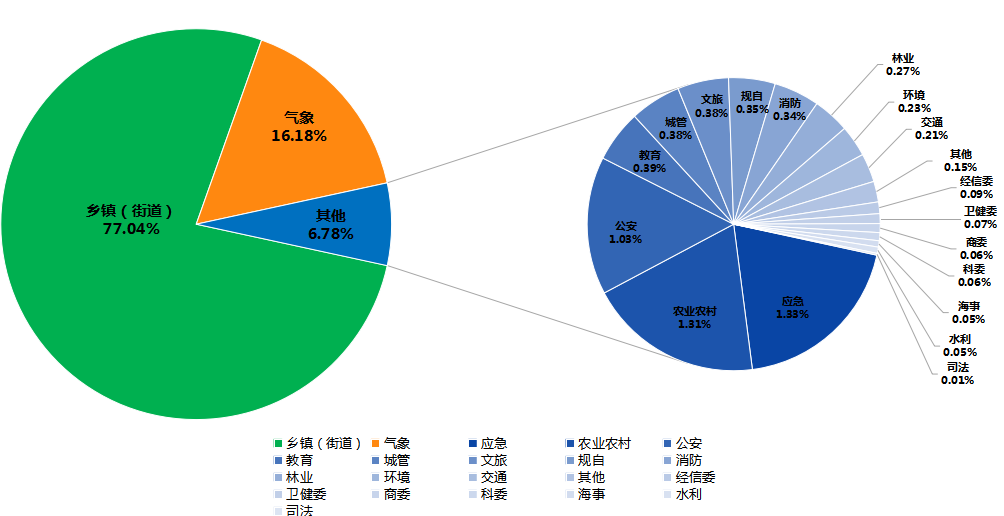 乡镇（街道）
77.04%
气象
16.18%
其他
6.78%
应急
1.33%
农业农村
1.31%
公安
1.03%
教育
0.39%
城管
0.38%
文旅
0.38%
规自
0.35%
消防
0.34%
林业
0.27%
环境
0.23%
交通
0.21%
其他
0.15%
经信委
0.09%
卫健委
0.07%
商委
0.06%
科委
0.06%
海事
0.05%
水利
0.05%
司法
0.01%
乡镇（街道） 气象 应急 农业农村 公安
教育 城管 文旅 规自 消防
林业 环境 交通 其他 经信委
卫健委 商委 科委 海事 水利
司法